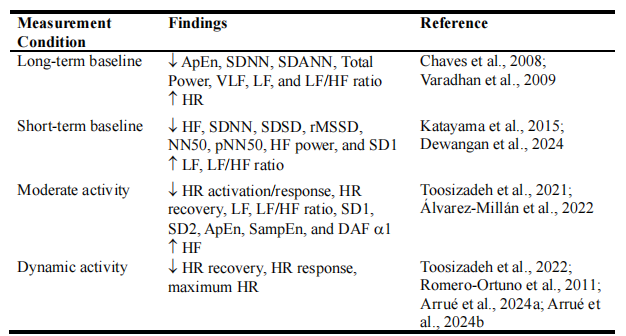 Measurement Condition Findings Reference
Long-term baseline ↓ ApEn, SDNN, SDANN, Total Chaves et al., 2008;
Power, VLF, LF, and LF/HF ratio Varadhan et al., 2009
↑ HR
Short-term baseline ↓ HF, SDNN, SDSD, rMSSD, Katayama et al., 2015;
NN50, pNN50, HF power, and SD1 Dewangan et al., 2024
↑ LF, LF/HF ratio
Moderate activity ↓ HR activation/response, HR Toosizadeh et al., 2021;
recovery, LF, LF/HF ratio, SD1, Álvarez-Millán et al., 2022
SD2, ApEn, SampEn, and DAF α1
↑ HF
Dynamic activity ↓ HR recovery, HR response, Toosizadeh et al., 2022;
maximum HR Romero-Ortuno et al., 2011;
Arrué et al., 2024a; Arrué et
al., 2024b